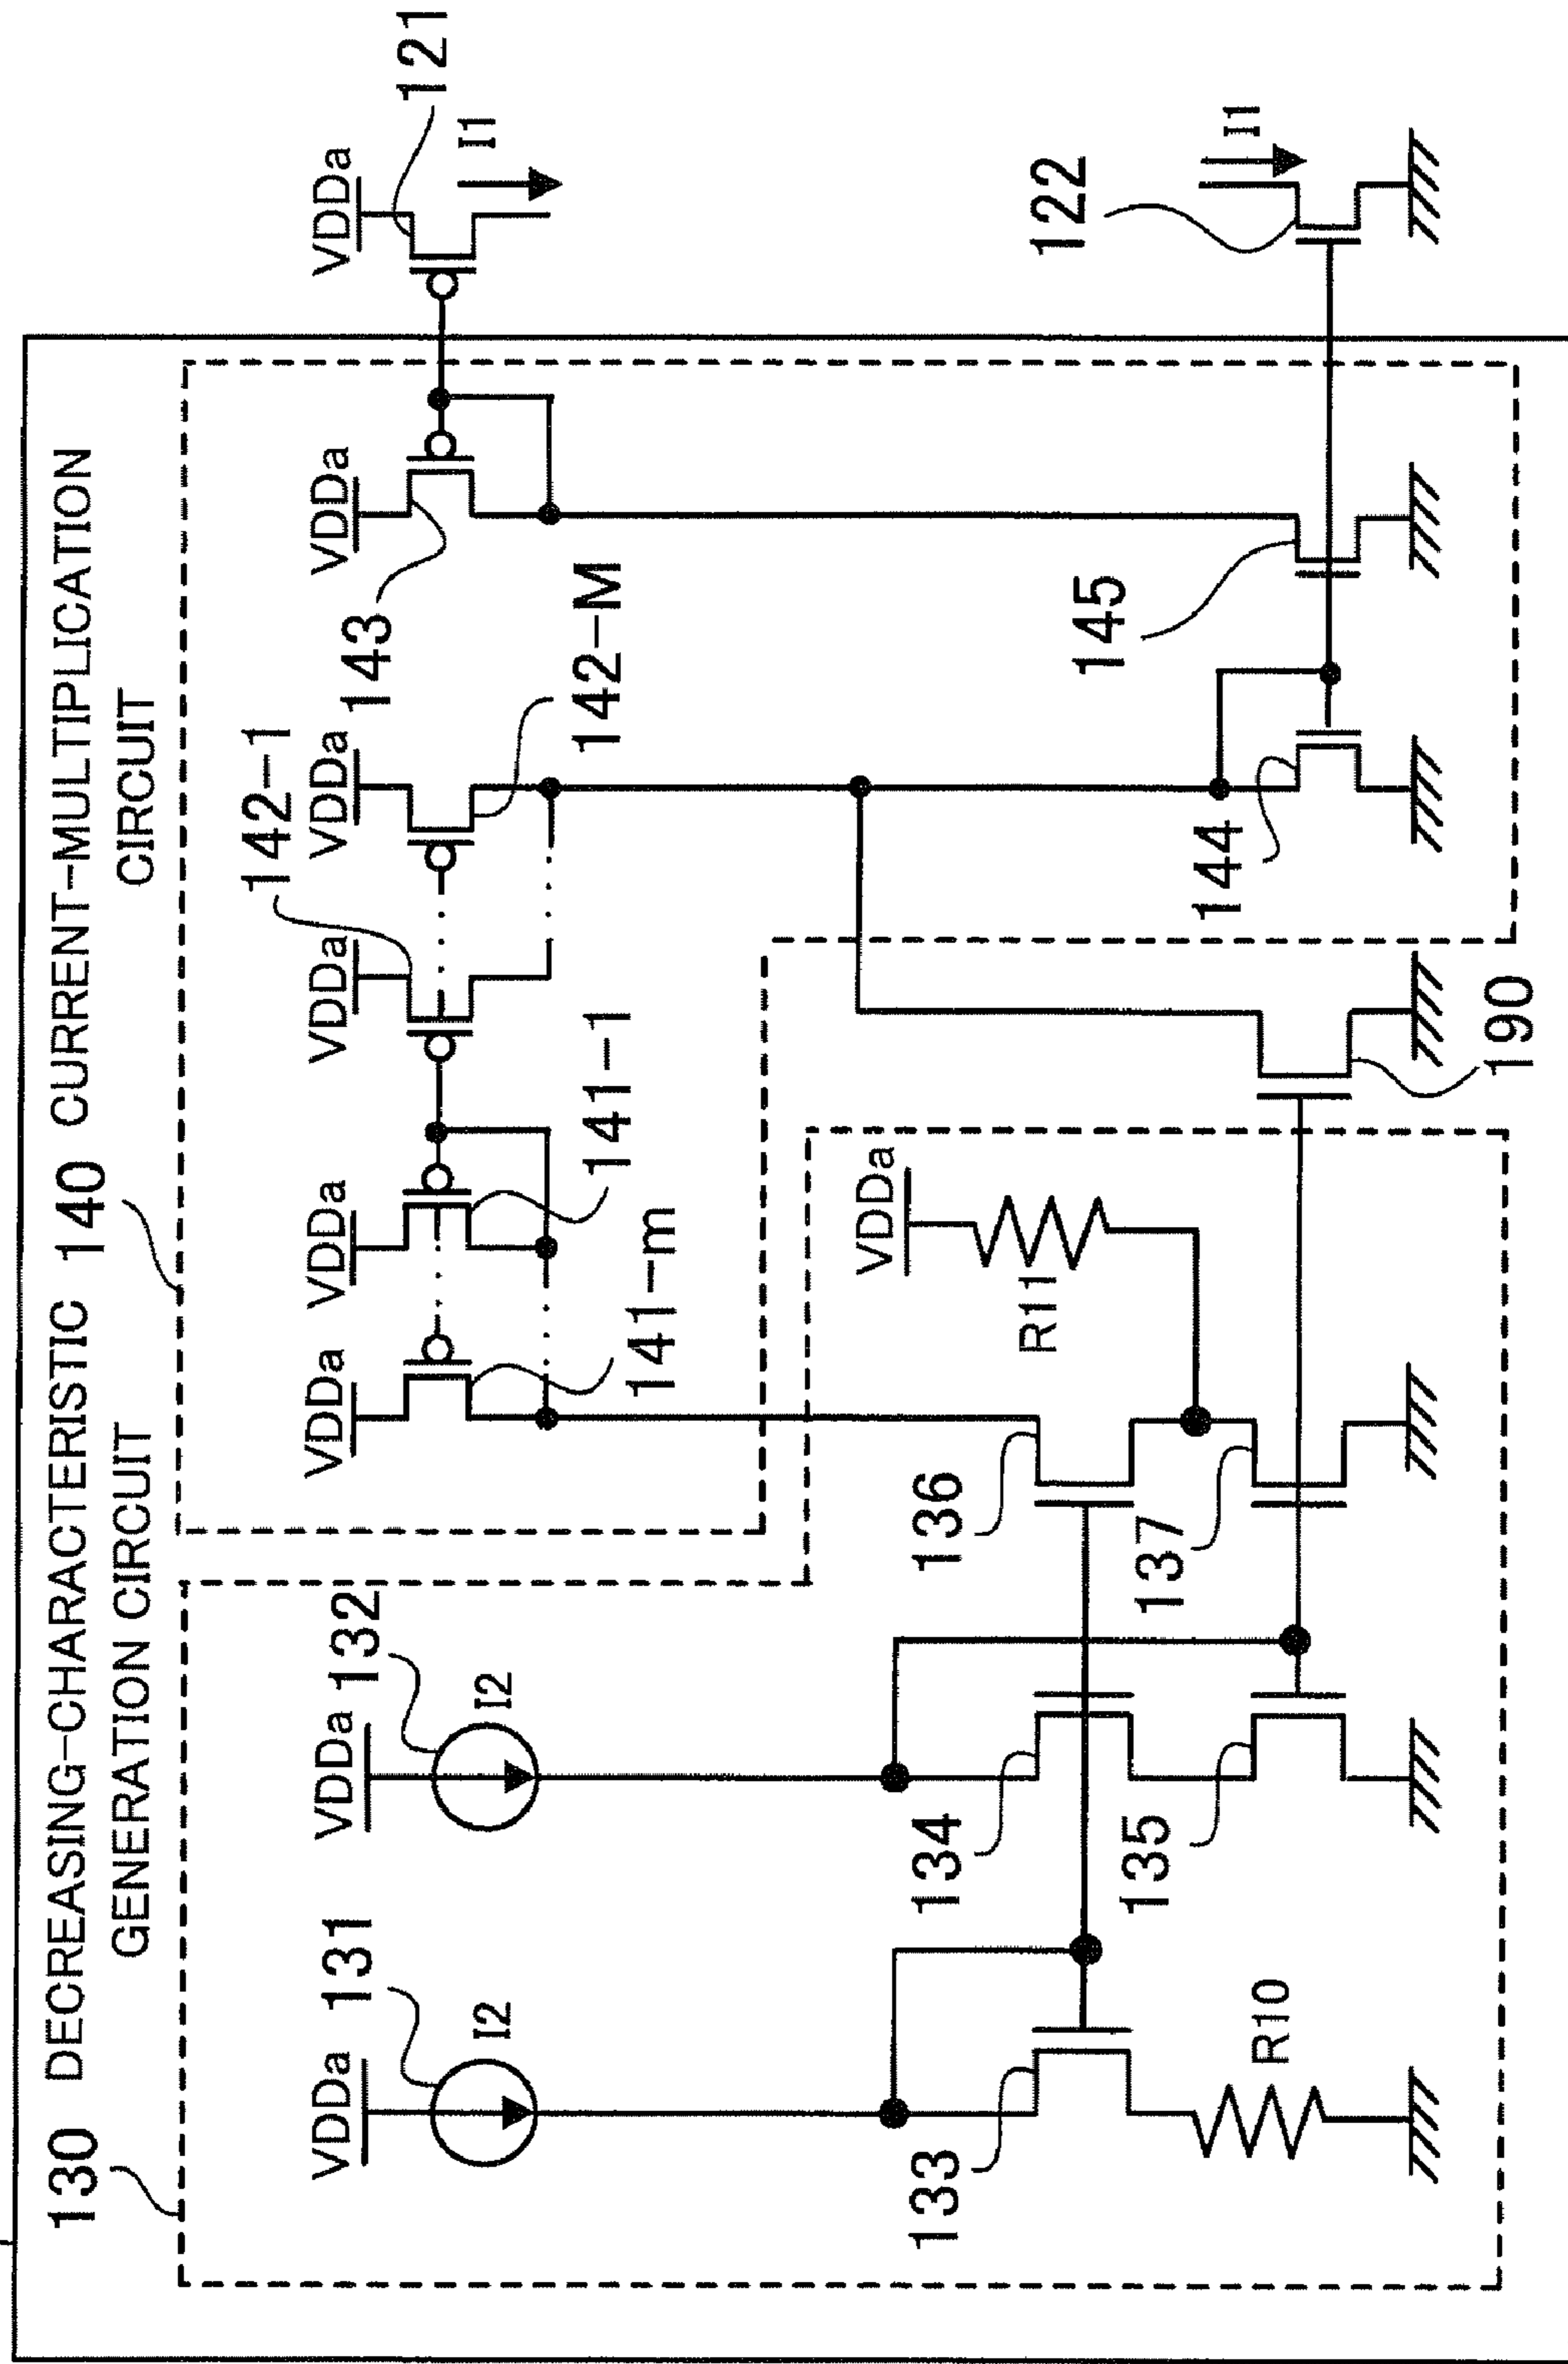 130 DECREASING-CHARACTERISTIC
GENERATION CIRCUIT
140 CURRENT-MULTIPLICATION
CIRCUIT
VDDa
141-m
VDDa
141-1
VDDa
142-1
VDDa
142-M
VDDa
143
VDDa
121
I1
VDDa
131
I2
VDDa
132
I2
133
R10
134
135
136
137
VDDa
R11
190
144
145
122
I1